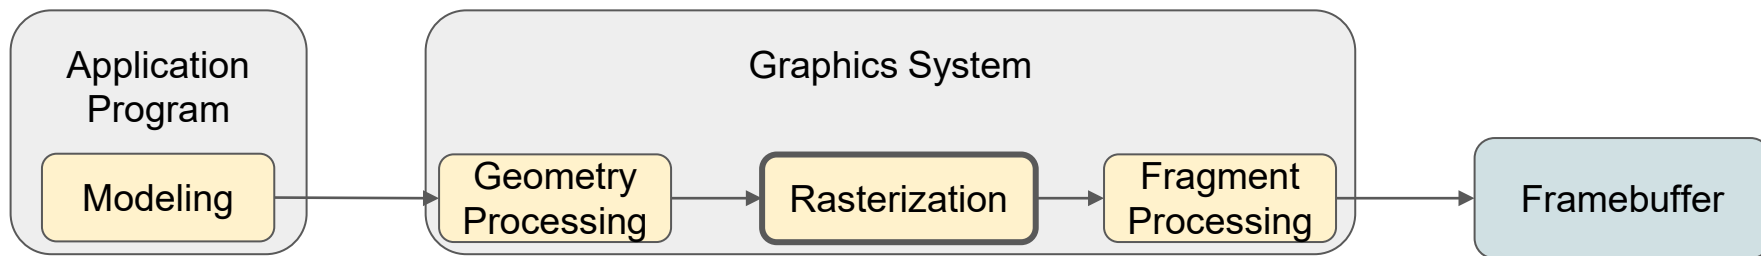 Application
Program
Graphics System
Modeling
Geometry
Processing
Rasterization
Fragment
Processing
Framebuffer